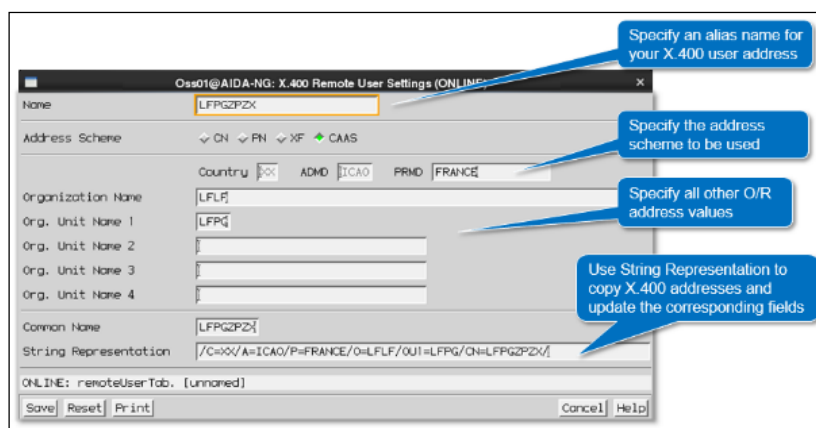 Specify an alias name for
your X.400 user address
Oss01@AIDA-NG: X.400 Remote User Settings (ONLINE)
×
Name LFPGZPZX
Address Scheme CN PN XF CAAS
Specify the address
scheme to be used
Country XX ADMD ICAO PRMD FRANCE
Organization Name LFLF
Specify all other O/R
address values
Org. Unit Name 1 LFPG
Org. Unit Name 2
Org. Unit Name 3
Org. Unit Name 4
Use String Representation to
copy X.400 addresses and
update the corresponding fields
Common Name LFPGZPZX
String Representation /C=XX/A=ICAO/P=FRANCE/O=LFLF/OU1=LFPG/CN=LFPGZPZX/
ONLINE: remoteUserTab. [unnamed]
Save Reset Print Cancel Help